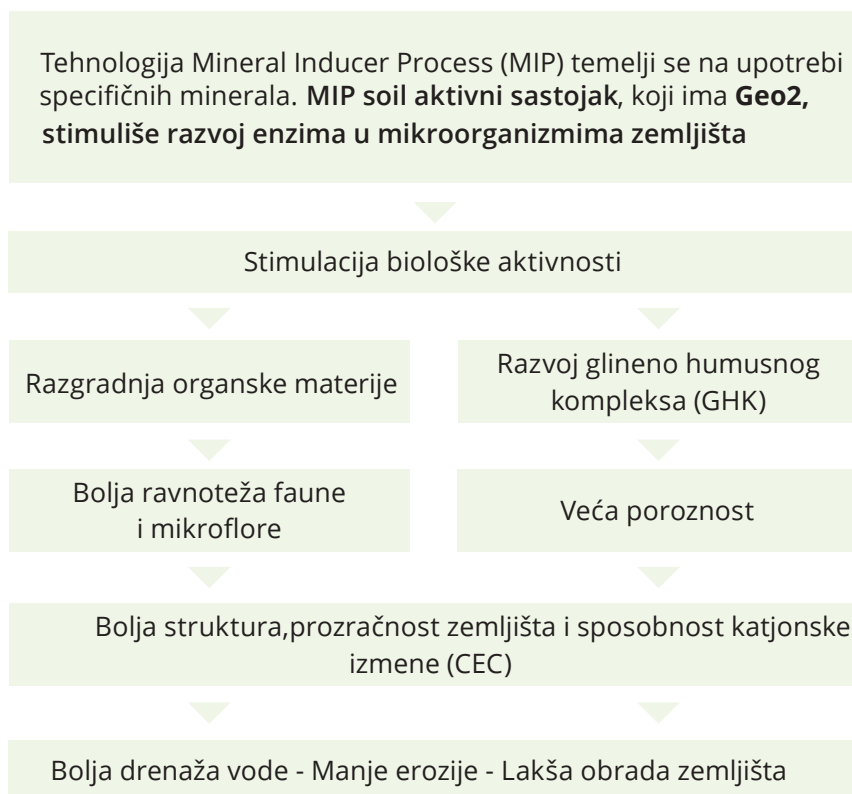 Tehnologija Mineral Inducer Process (MIP) temelji se na upotrebi
specifičnih minerala. MIP soil aktivni sastojak, koji ima Geo2,
stimuliše razvoj enzima u mikroorganizmima zemljišta
Stimulacija biološke aktivnosti
Razgradnja organske materije
Razvoj glineno humusnog
kompleksa (GHK)
Bolja ravnoteža faune
i mikroflore
Veća poroznost
Bolja struktura,prozračnost zemljišta i sposobnost katjonske
izmene (CEC)
Bolja drenaža vode - Manje erozije - Lakša obrada zemljišta